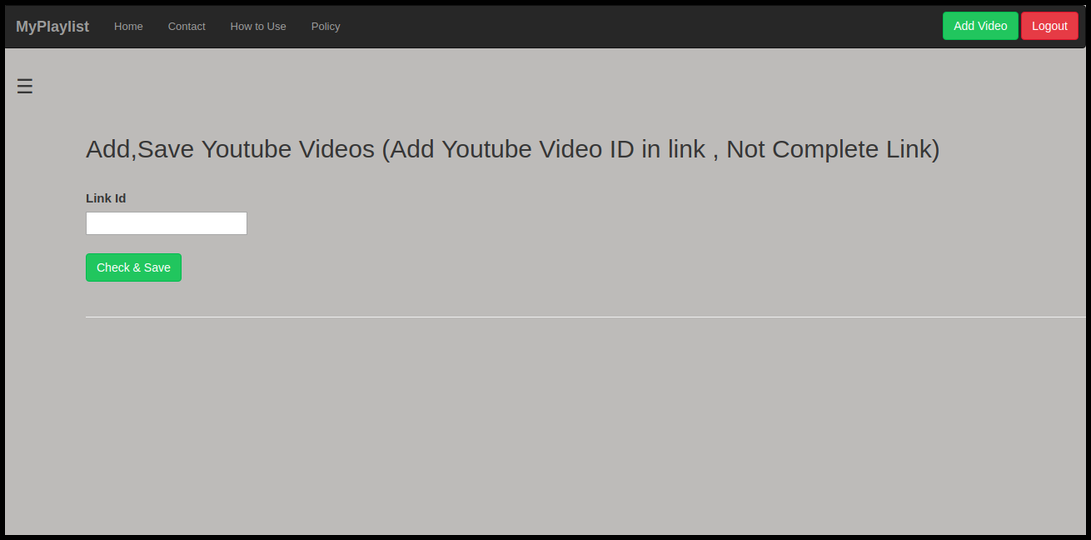 MyPlaylist Home Contact How to Use Policy Add Video Logout
Add,Save Youtube Videos (Add Youtube Video ID in link , Not Complete Link)
Link Id
Check & Save